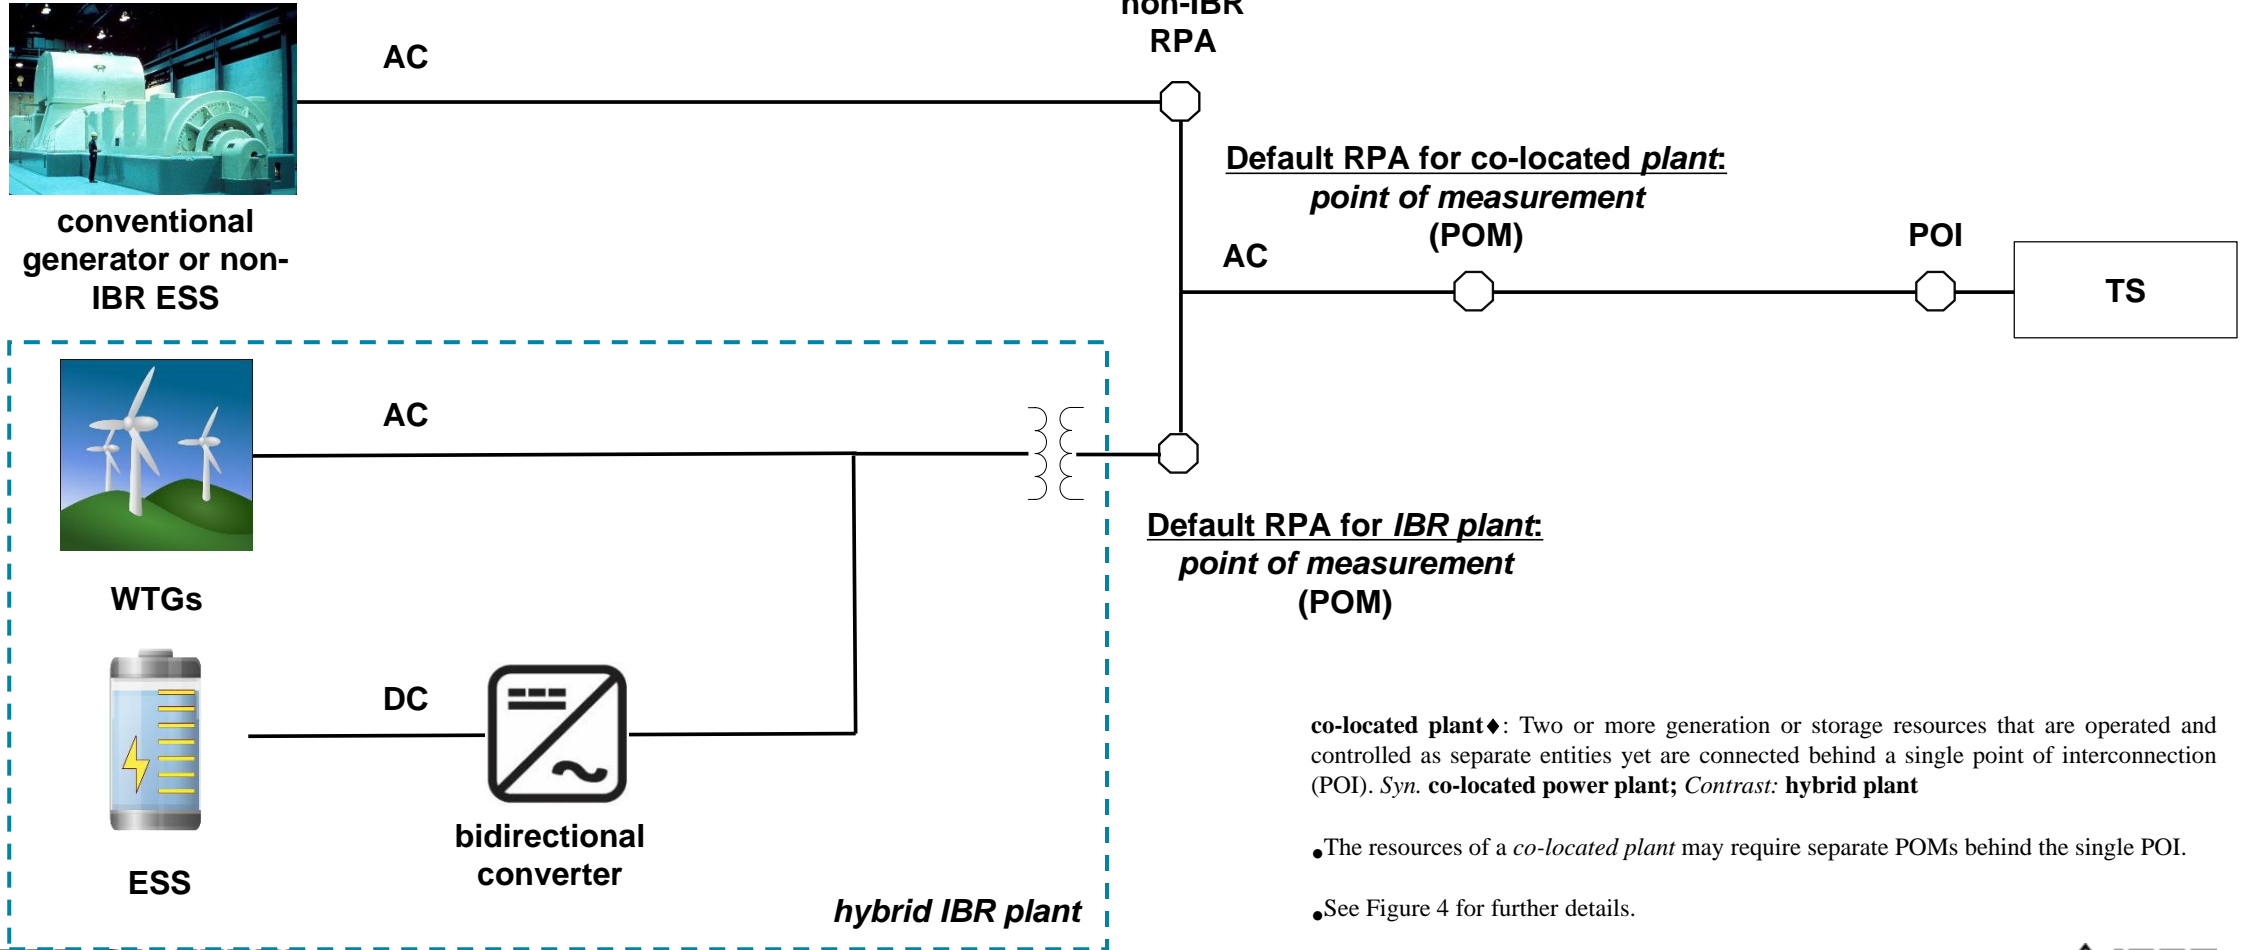 non-IBR
RPA
AC
conventional
generator or non-
IBR ESS
Default RPA for co-located plant:
point of measurement
(POM)
AC
POI
TS
AC
WTGs
Default RPA for IBR plant:
point of measurement
(POM)
DC
ESS
bidirectional
converter
hybrid IBR plant
co-located plant♦: Two or more generation or storage resources that are operated and
controlled as separate entities yet are connected behind a single point of interconnection
(POI). Syn. co-located power plant; Contrast: hybrid plant
•The resources of a co-located plant may require separate POMs behind the single POI.
•See Figure 4 for further details.